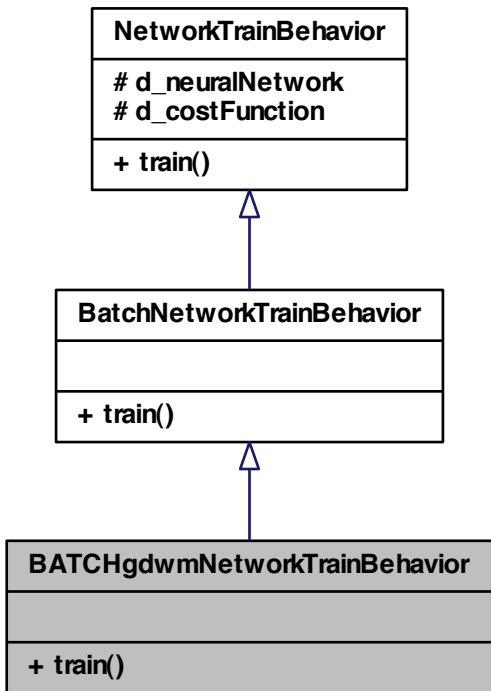 NetworkTrainBehavior
# d_neuralNetwork
# d_costFunction
+ train()
BatchNetworkTrainBehavior
+ train()
BATCHgdwmNetworkTrainBehavior
+ train()